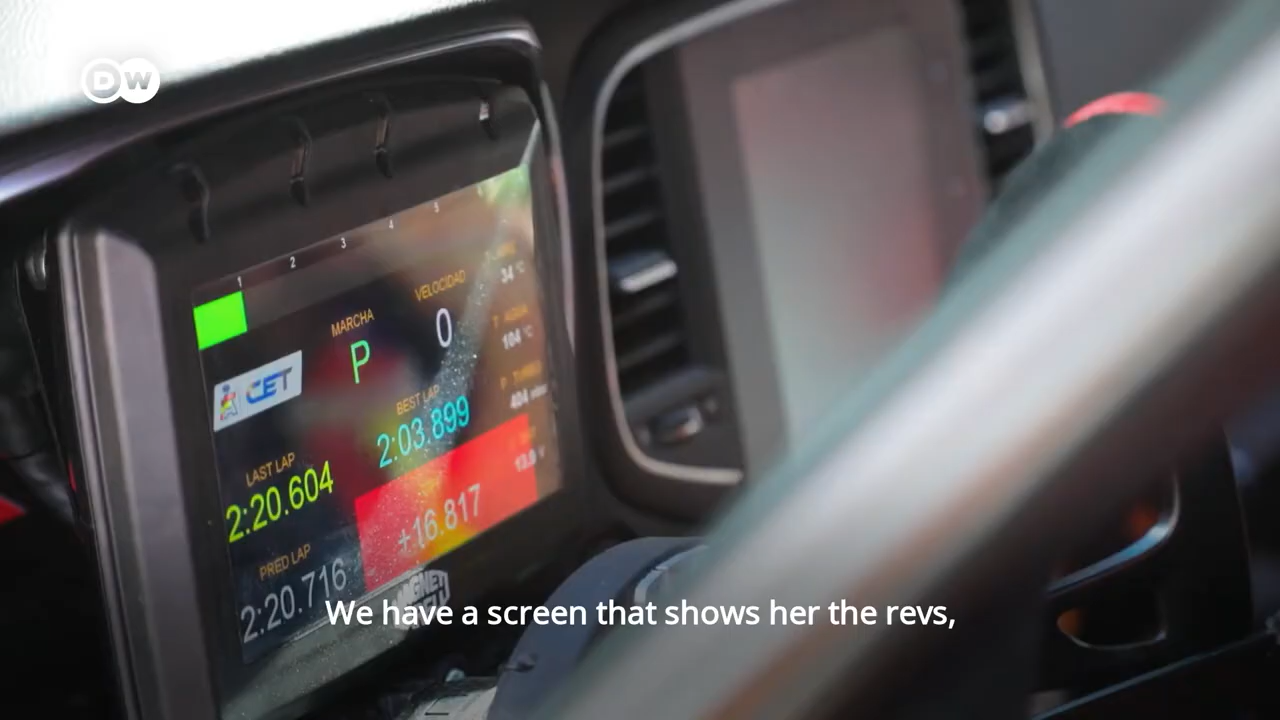 DW
1 2 3 4 5
MARCHA
P
VELOCIDAD
0
34 °C
AGUA
104 °C
404
13.9 V
CET
LAST LAP
2:20.604
BEST LAP
2:03.899
+16.817
PRED LAP
2:20.716
We have a screen that shows her the revs,